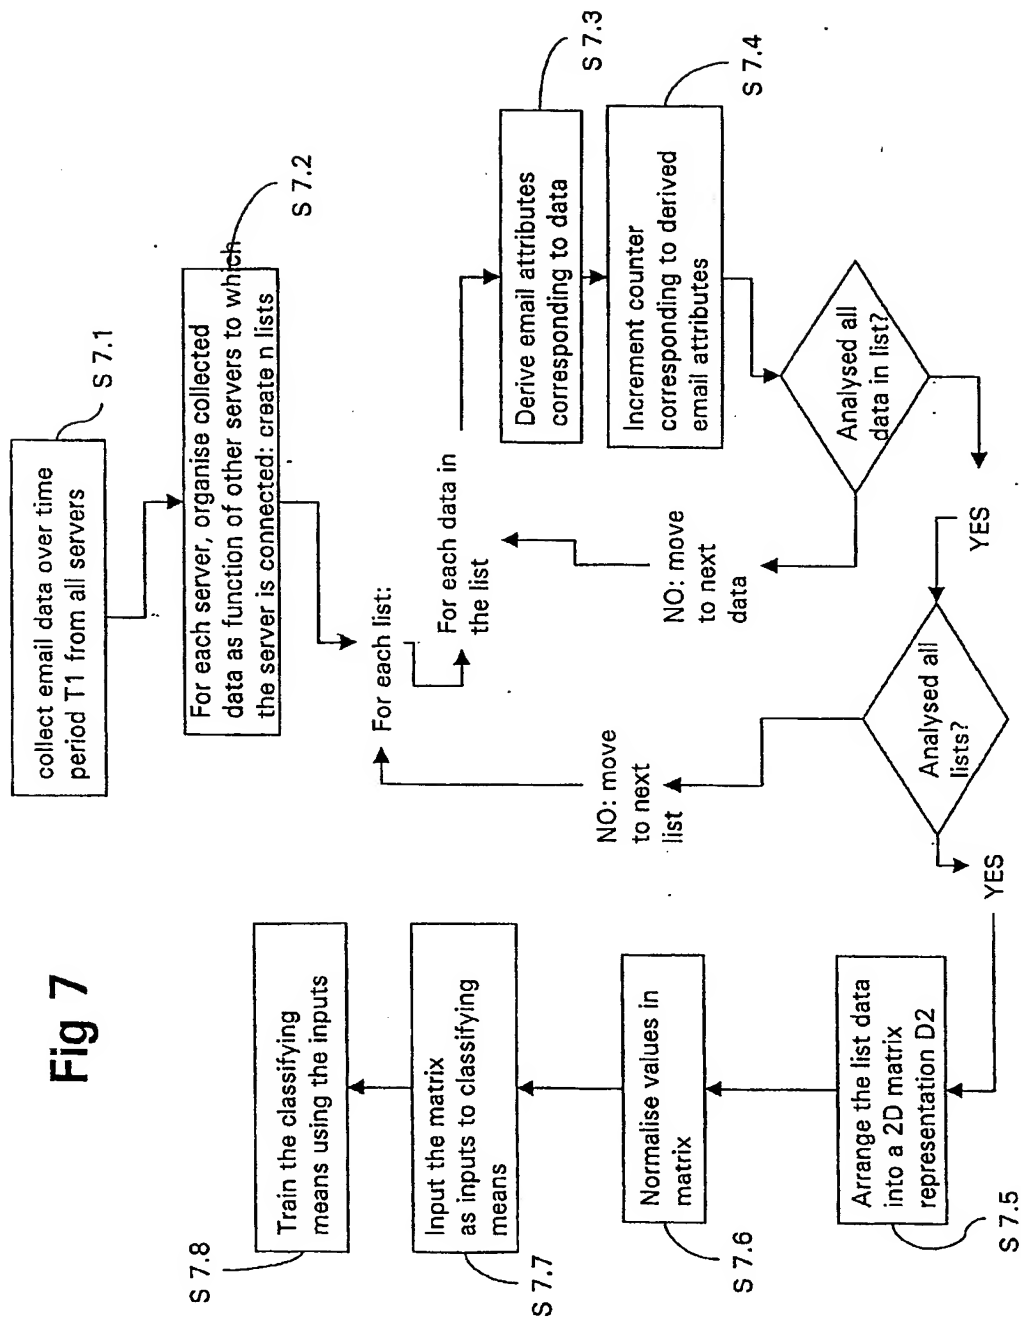 Fig 7
collect email data over time
period T1 from all servers
S 7.1
For each server, organise collected
data as function of other servers to which
the server is connected: create n lists
S 7.2
For each list:
For each data in
the list
Derive email attributes
corresponding to data
S 7.3
Increment counter
corresponding to derived
email attributes
S 7.4
Analysed all
data in list?
NO: move
to next
data
YES
Analysed all
lists?
NO: move
to next
list
YES
Arrange the list data
into a 2D matrix
representation D2
S 7.5
Normalise values in
matrix
S 7.6
Input the matrix
as inputs to classifying
means
S 7.7
Train the classifying
means using the inputs
S 7.8